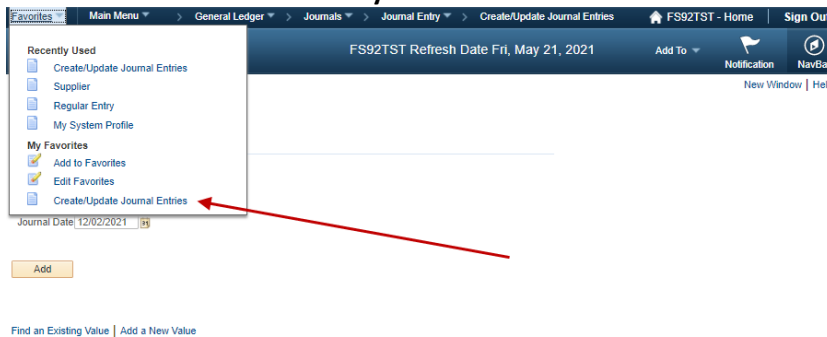 Favorites Main Menu > General Ledger > Journals > Journal Entry > Create/Update Journal Entries FS92TST - Home Sign Out
FS92TST Refresh Date Fri, May 21, 2021 Add To Notification
New Window | Hel
Recently Used
Create/Update Journal Entries
Supplier
Regular Entry
My System Profile
My Favorites
Add to Favorites
Edit Favorites
Create/Update Journal Entries
Journal Date 12/02/2021
Add
Find an Existing Value | Add a New Value